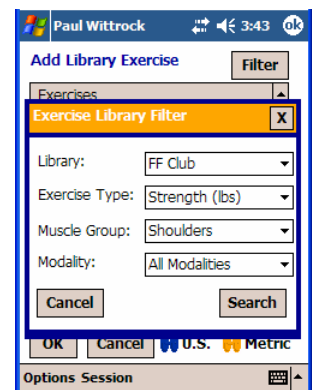 Paul Wittrock 3:43 ok
Add Library Exercise Filter
Exercises
Exercise Library Filter X
Library: FF Club
Exercise Type: Strength (lbs)
Muscle Group: Shoulders
Modality: All Modalities
Cancel Search
OK Cancel U.S. Metric
Options Session